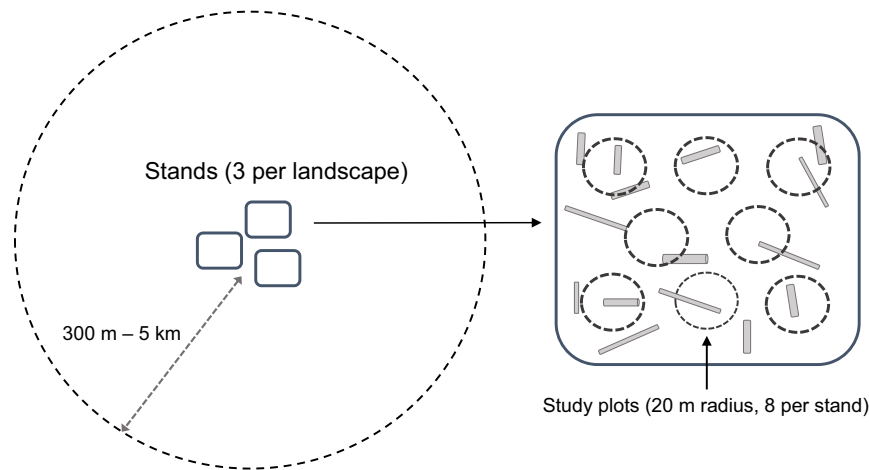 Stands (3 per landscape)
300 m – 5 km
Study plots (20 m radius, 8 per stand)